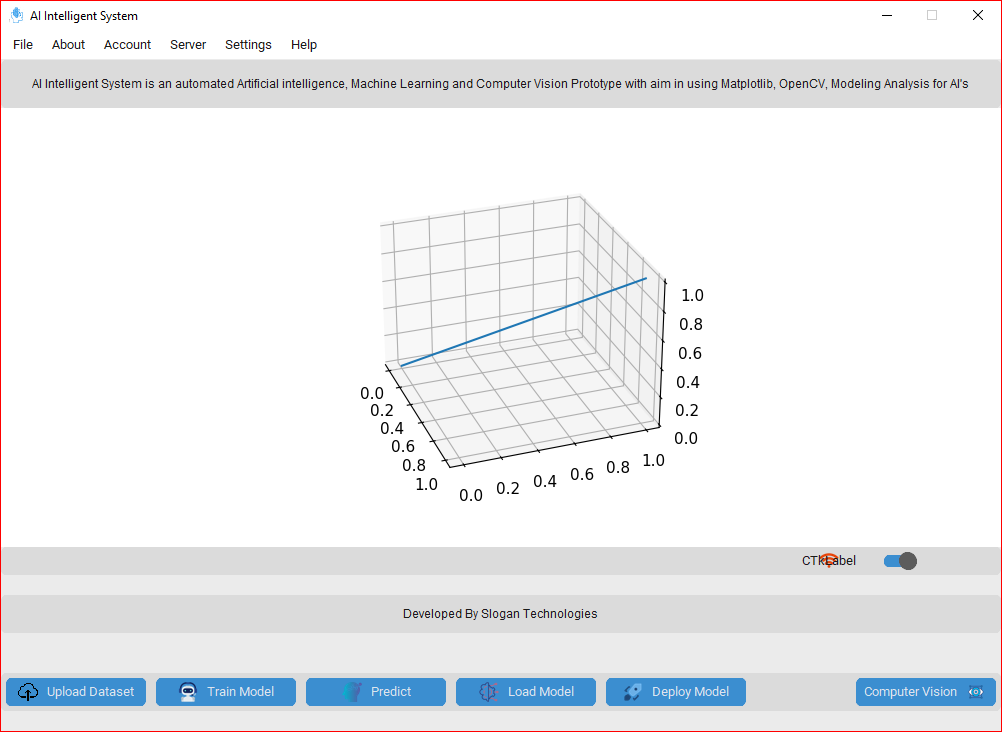 AI Intelligent System
File About Account Server Settings Help
AI Intelligent System is an automated Artificial intelligence, Machine Learning and Computer Vision Prototype with aim in using Matplotlib, OpenCV, Modeling Analysis for AI's
1.0
0.8
0.6
0.4
0.2
0.0
0.0
0.2
0.4
0.6
0.8
1.0
0.0 0.2 0.4 0.6 0.8 1.0
CTkLabel
Developed By Slogan Technologies
Upload Dataset Train Model Predict Load Model Deploy Model Computer Vision